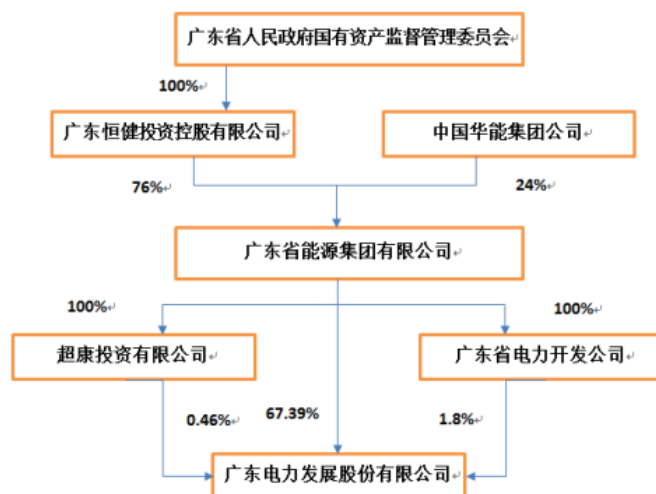 广东省人民政府国有资产监督管理委员会
100%
广东恒健投资控股有限公司
中国华能集团公司
76%
24%
广东省能源集团有限公司
100%
100%
超康投资有限公司
广东省电力开发公司
0.46%
67.39%
1.8%
广东电力发展股份有限公司